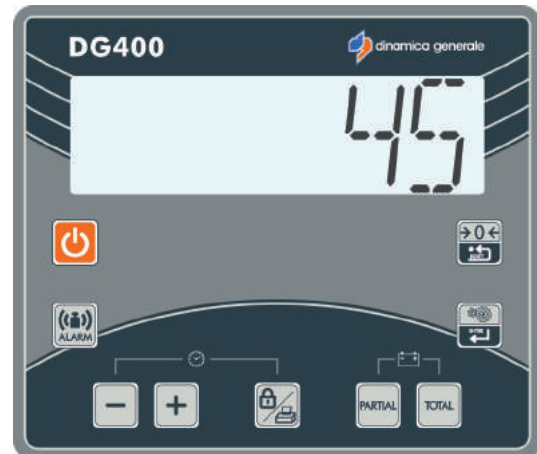 DG400
dinamica generale
45
→0←
ALARM
− +
PARTIAL
TOTAL